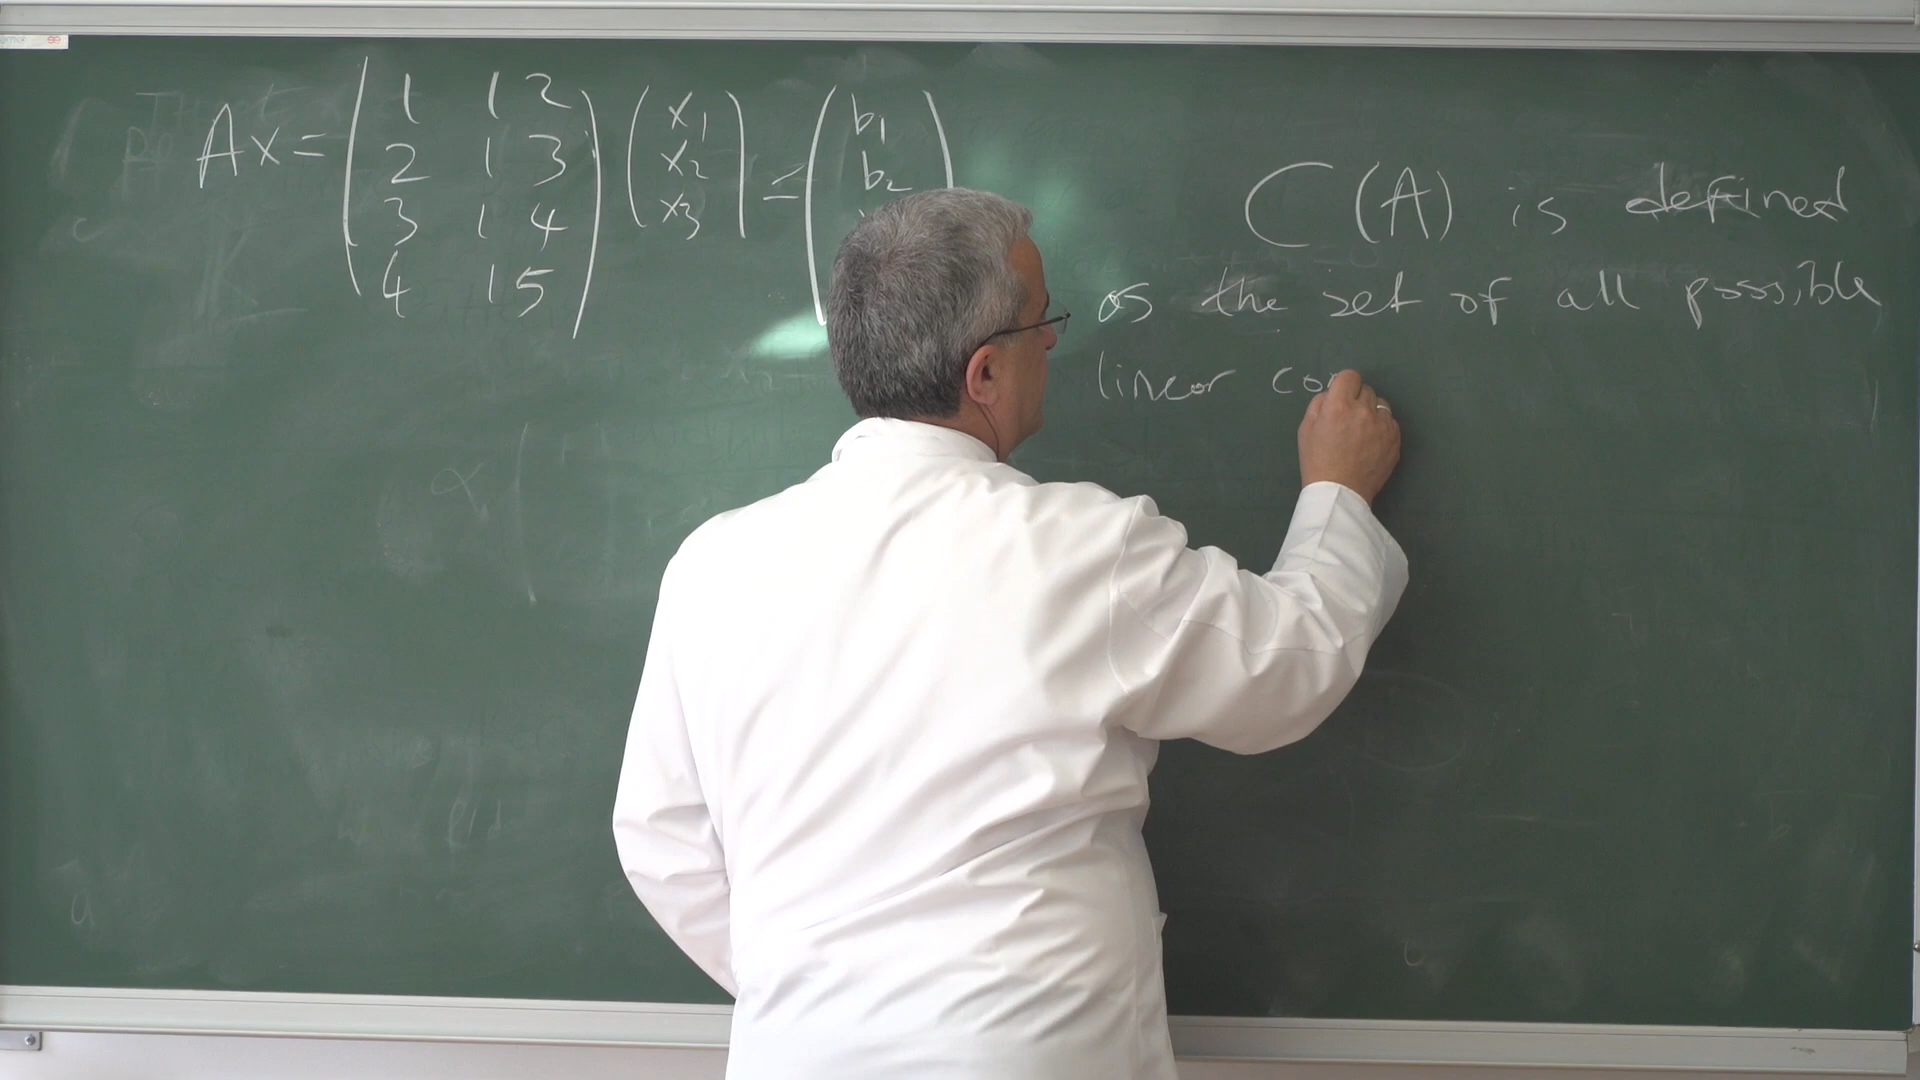 Ax = ( 1 1 2 ) ( x1 ) = ( b1 )
2 1 3 x2 b2
3 1 4 x3
4 1 5
C(A) is defined
as the set of all possible
linear co